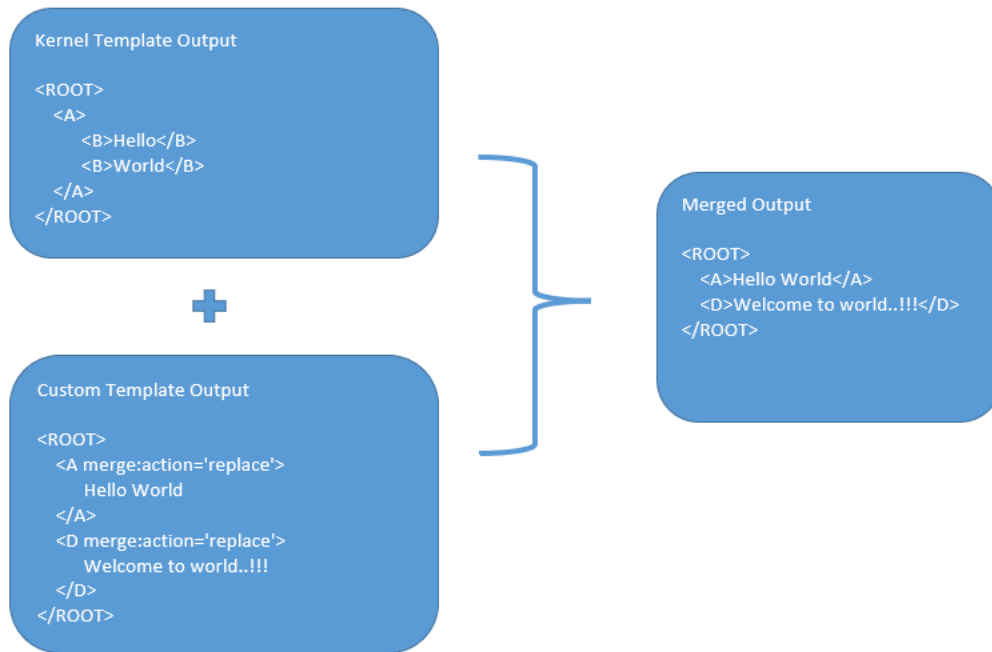 Kernel Template Output
<ROOT>
<A>
<B>Hello</B>
<B>World</B>
</A>
</ROOT>
Custom Template Output
<ROOT>
<A merge:action='replace'>
Hello World
</A>
<D merge:action='replace'>
Welcome to world..!!!
</D>
</ROOT>
Merged Output
<ROOT>
<A>Hello World</A>
<D>Welcome to world..!!!</D>
</ROOT>